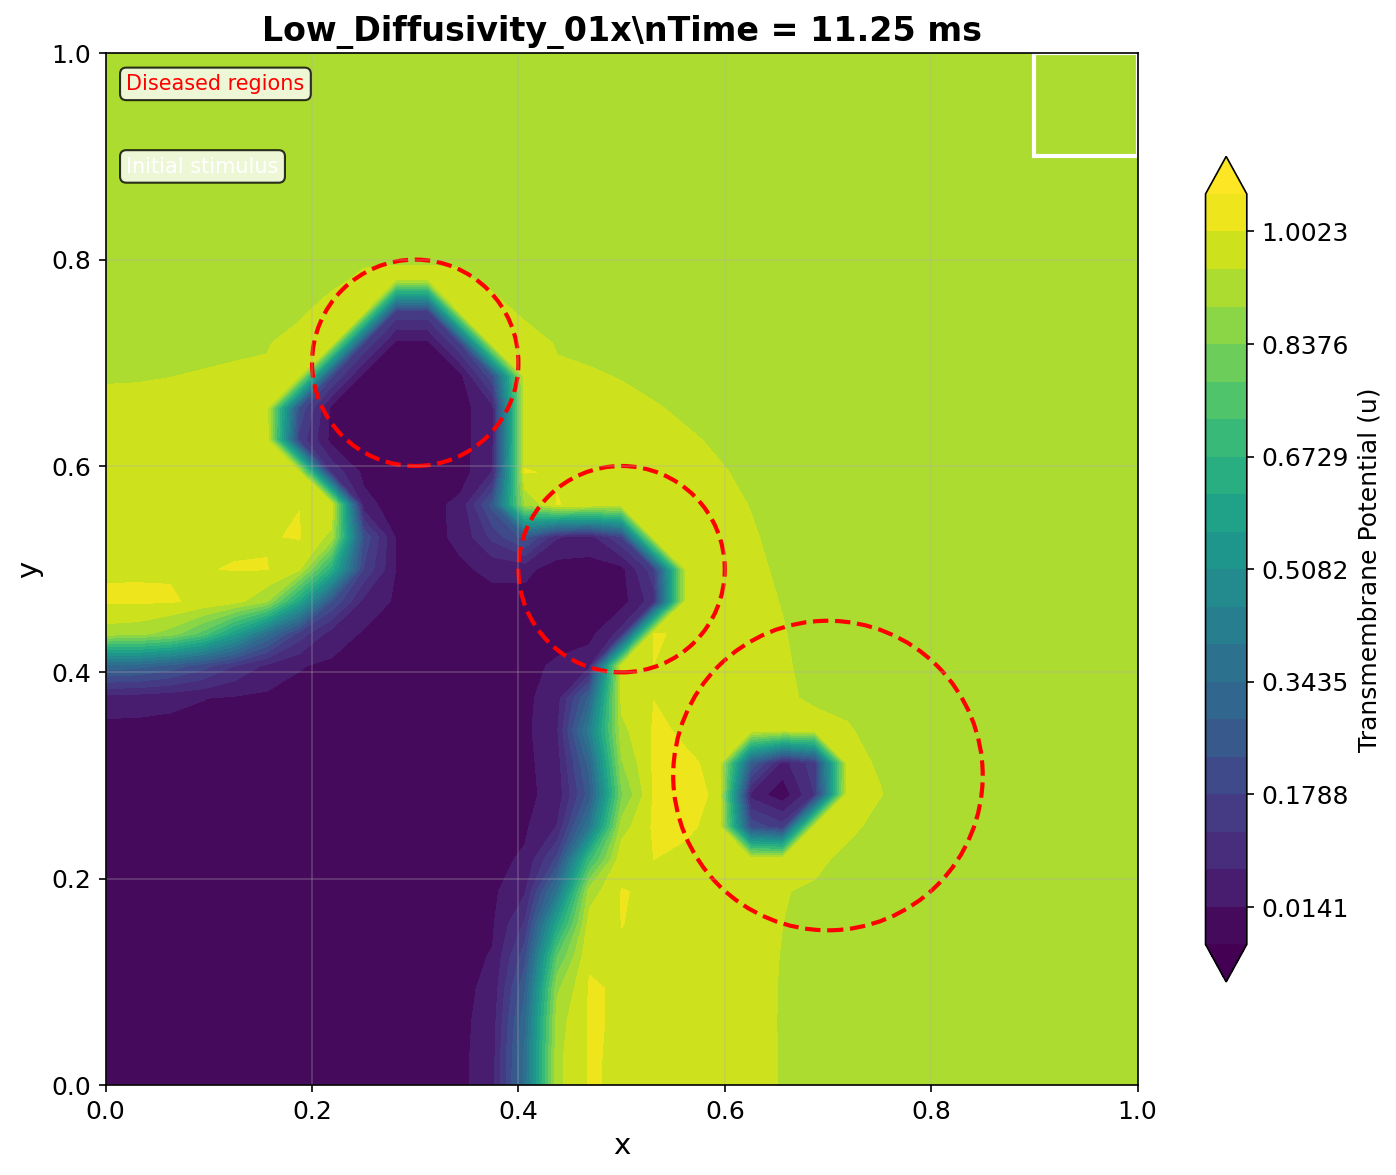 Low_Diffusivity_01x\nTime = 11.25 ms
Diseased regions
Initial stimulus
1.0
0.8
0.6
0.4
0.2
0.0
y
0.0 0.2 0.4 0.6 0.8 1.0
x
1.0023
0.8376
0.6729
0.5082
0.3435
0.1788
0.0141
Transmembrane Potential (u)